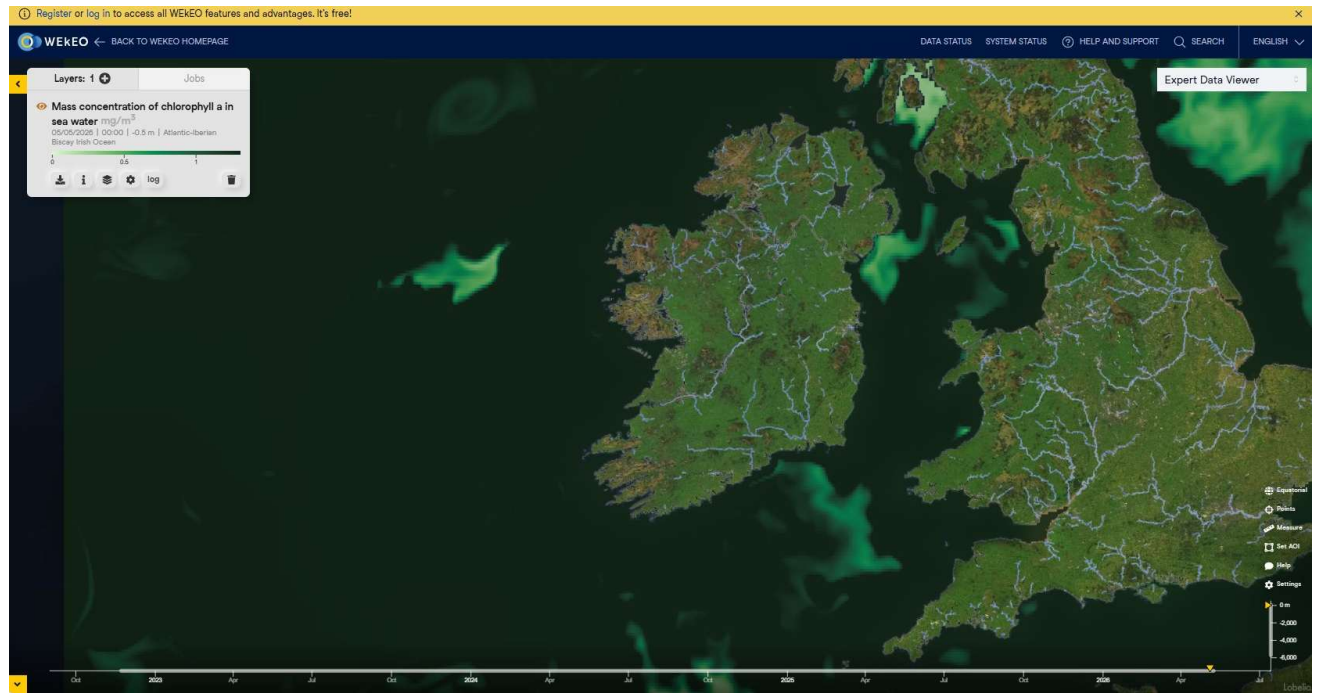 Register or log in to access all WEkEO features and advantages. It's free!
WEkEO ← BACK TO WEKEO HOMEPAGE
DATA STATUS SYSTEM STATUS HELP AND SUPPORT SEARCH ENGLISH
Layers: 1 Jobs
Expert Data Viewer
Mass concentration of chlorophyll a in
sea water mg/m³
05/05/2026 | 00:00 | -0.5 m | Atlantic-Iberian
Biscay Irish Ocean
0 0.5 1
log
Equatorial
Points
Measure
Set AOI
Help
Settings
0 m
-2,000
-4,000
-6,000
Oct 2023 Apr Jul Oct 2024 Apr Jul Oct 2025 Apr Jul Oct 2026 Apr Jul
Lobelia